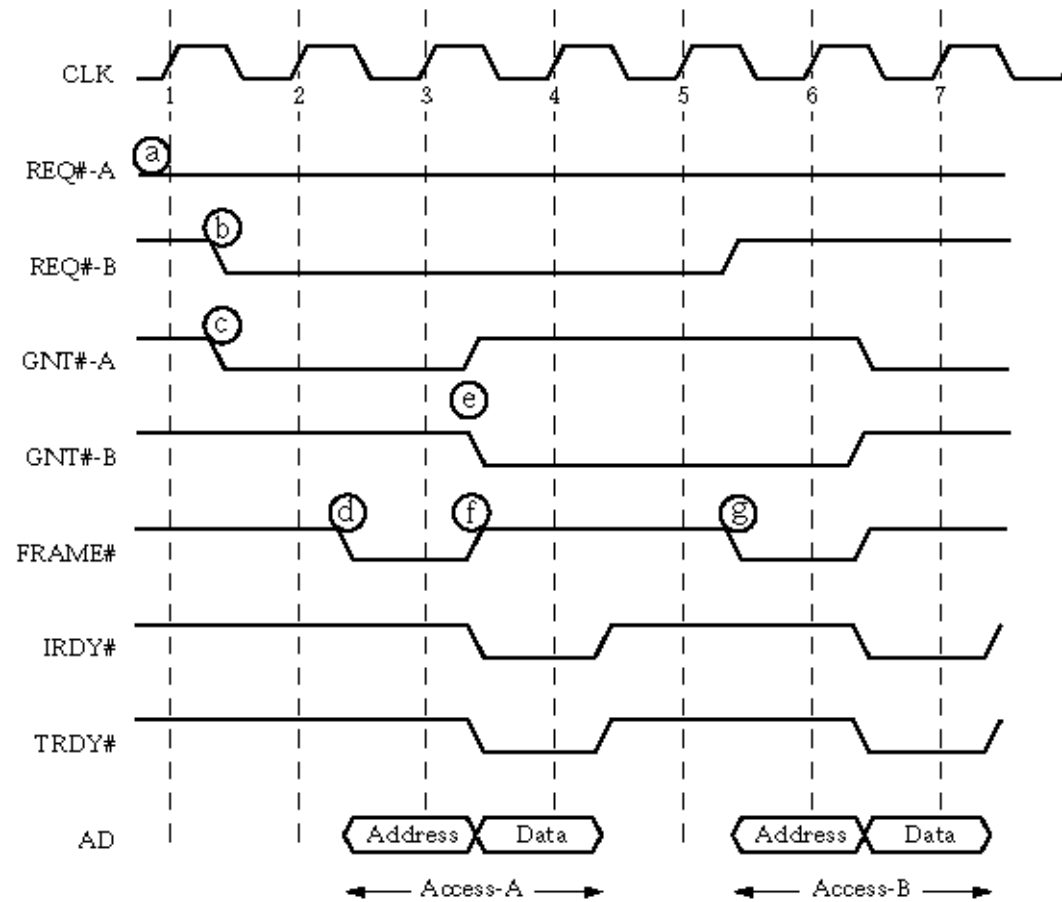 CLK
1 2 3 4 5 6 7
a
REQ#-A
b
REQ#-B
c
GNT#-A
e
GNT#-B
d f g
FRAME#
IRDY#
TRDY#
AD Address Data Address Data
Access-A Access-B